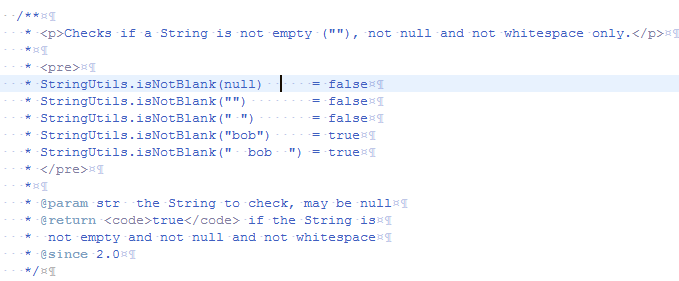 /**
 * <p>Checks if a String is not empty (""), not null and not whitespace only.</p>
 *
 * <pre>
 * StringUtils.isNotBlank(null)      = false
 * StringUtils.isNotBlank("")        = false
 * StringUtils.isNotBlank(" ")       = false
 * StringUtils.isNotBlank("bob")     = true
 * StringUtils.isNotBlank("  bob  ") = true
 * </pre>
 *
 * @param str  the String to check, may be null
 * @return <code>true</code> if the String is
 *  not empty and not null and not whitespace
 * @since 2.0
 */